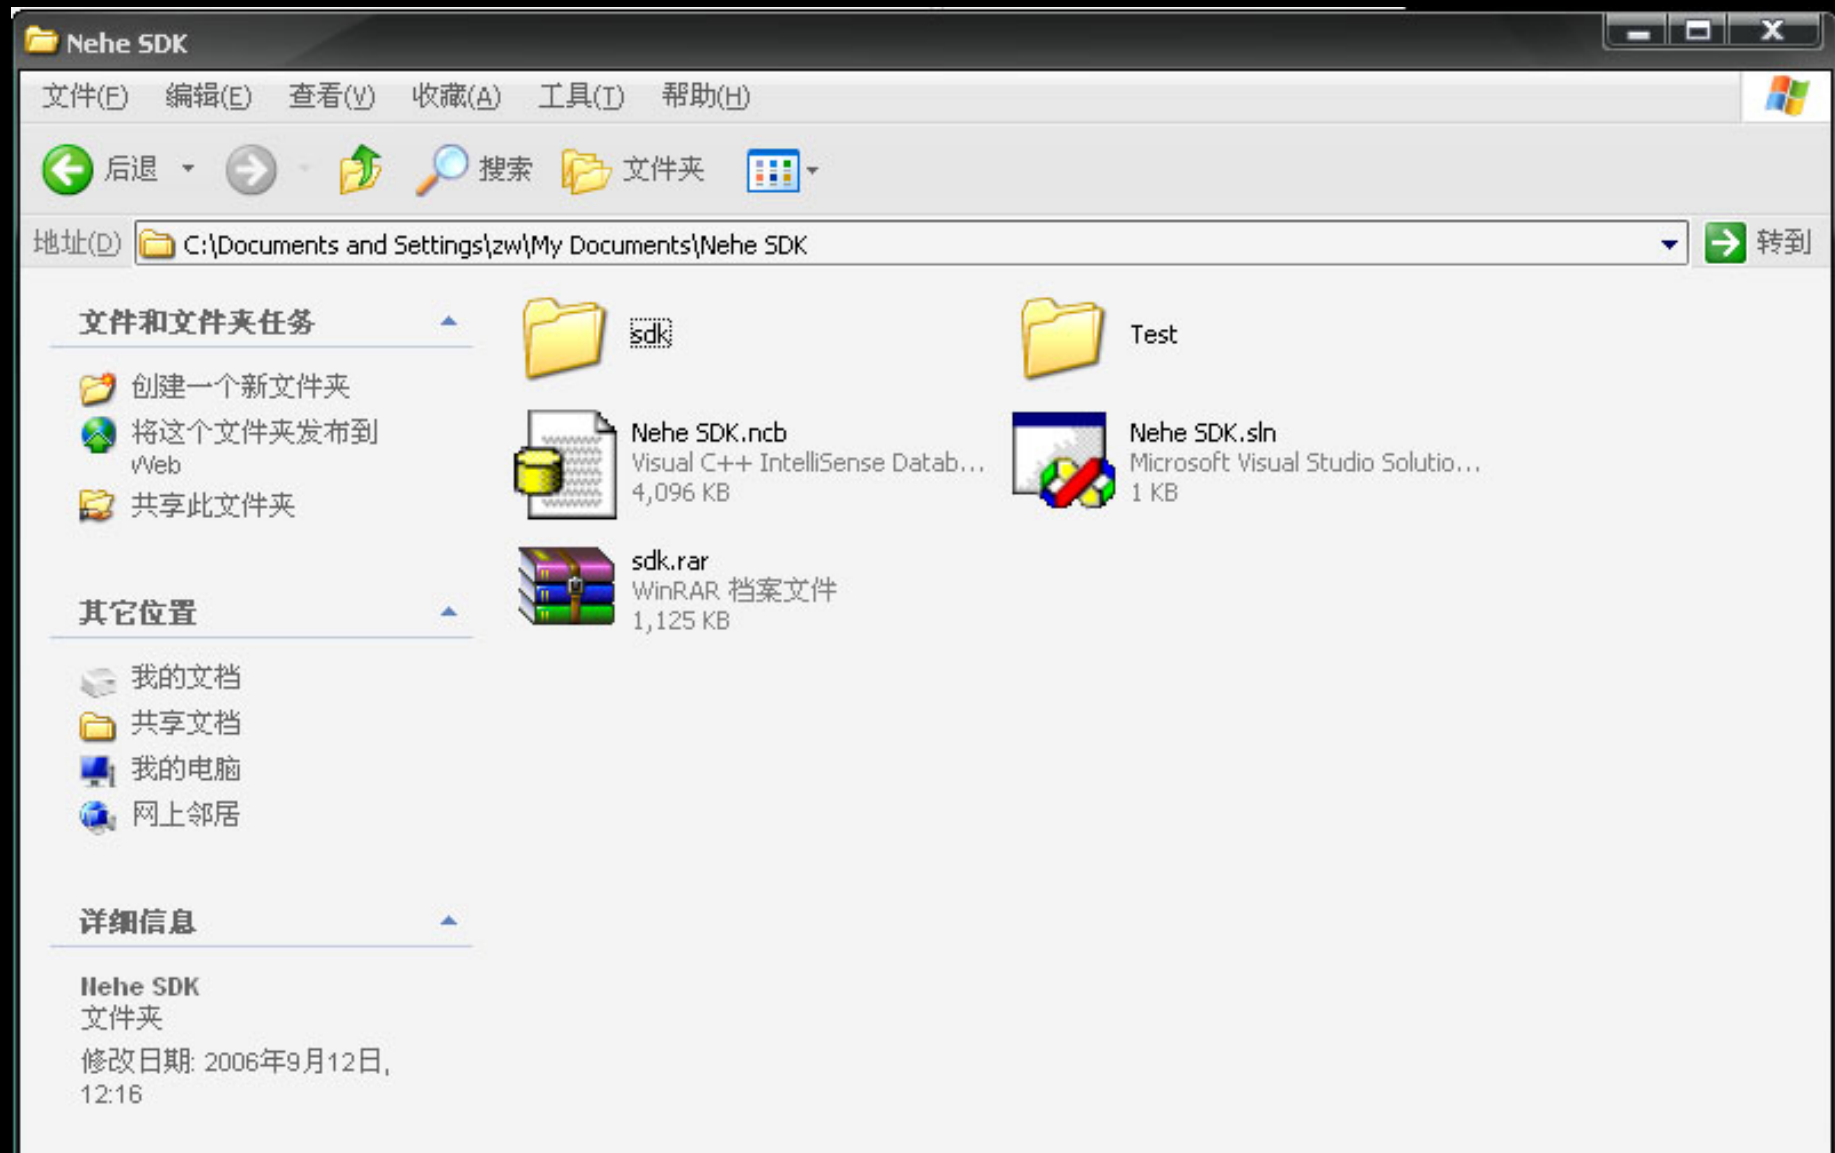 Nehe SDK
文件(F) 编辑(E) 查看(V) 收藏(A) 工具(T) 帮助(H)
后退 搜索 文件夹
地址(D) C:\Documents and Settings\zw\My Documents\Nehe SDK 转到
文件和文件夹任务
创建一个新文件夹
将这个文件夹发布到
Web
共享此文件夹
其它位置
我的文档
共享文档
我的电脑
网上邻居
详细信息
Nehe SDK
文件夹
修改日期: 2006年9月12日,
12:16
sdk
Test
Nehe SDK.ncb
Visual C++ IntelliSense Datab...
4,096 KB
Nehe SDK.sln
Microsoft Visual Studio Solutio...
1 KB
sdk.rar
WinRAR 档案文件
1,125 KB